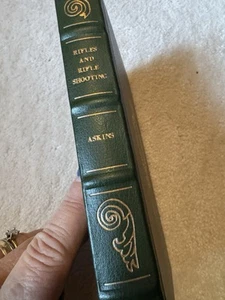 RIFLES
AND
RIFLE
SHOOTING
ASKINS